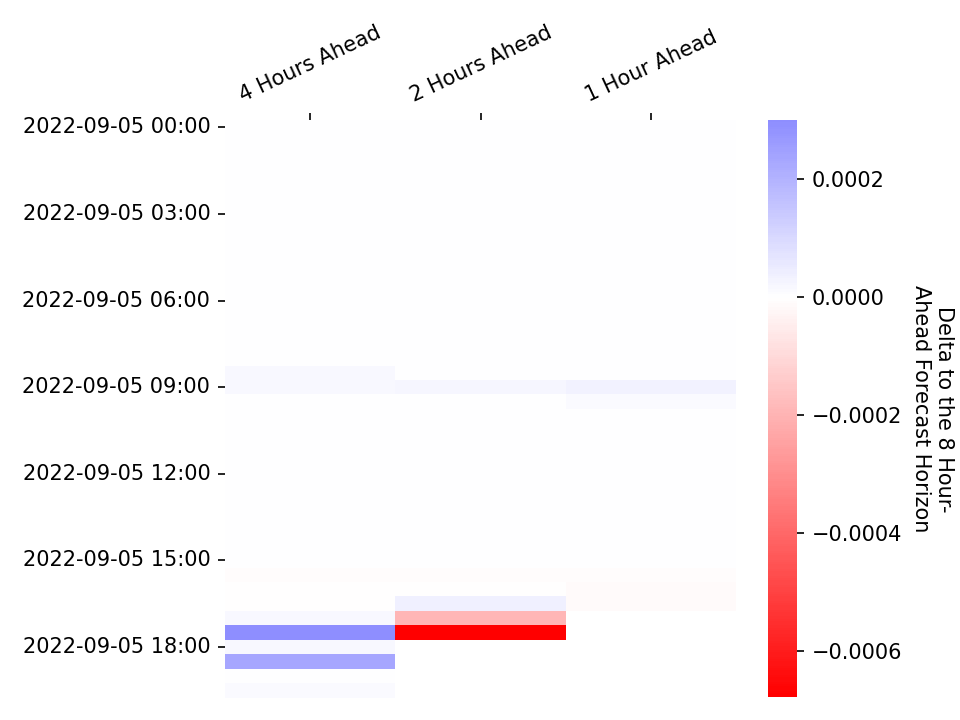 4 Hours Ahead
2 Hours Ahead
1 Hour Ahead
2022-09-05 00:00
2022-09-05 03:00
2022-09-05 06:00
2022-09-05 09:00
2022-09-05 12:00
2022-09-05 15:00
2022-09-05 18:00
0.0002
0.0000
−0.0002
−0.0004
−0.0006
Delta to the 8 Hour-
Ahead Forecast Horizon